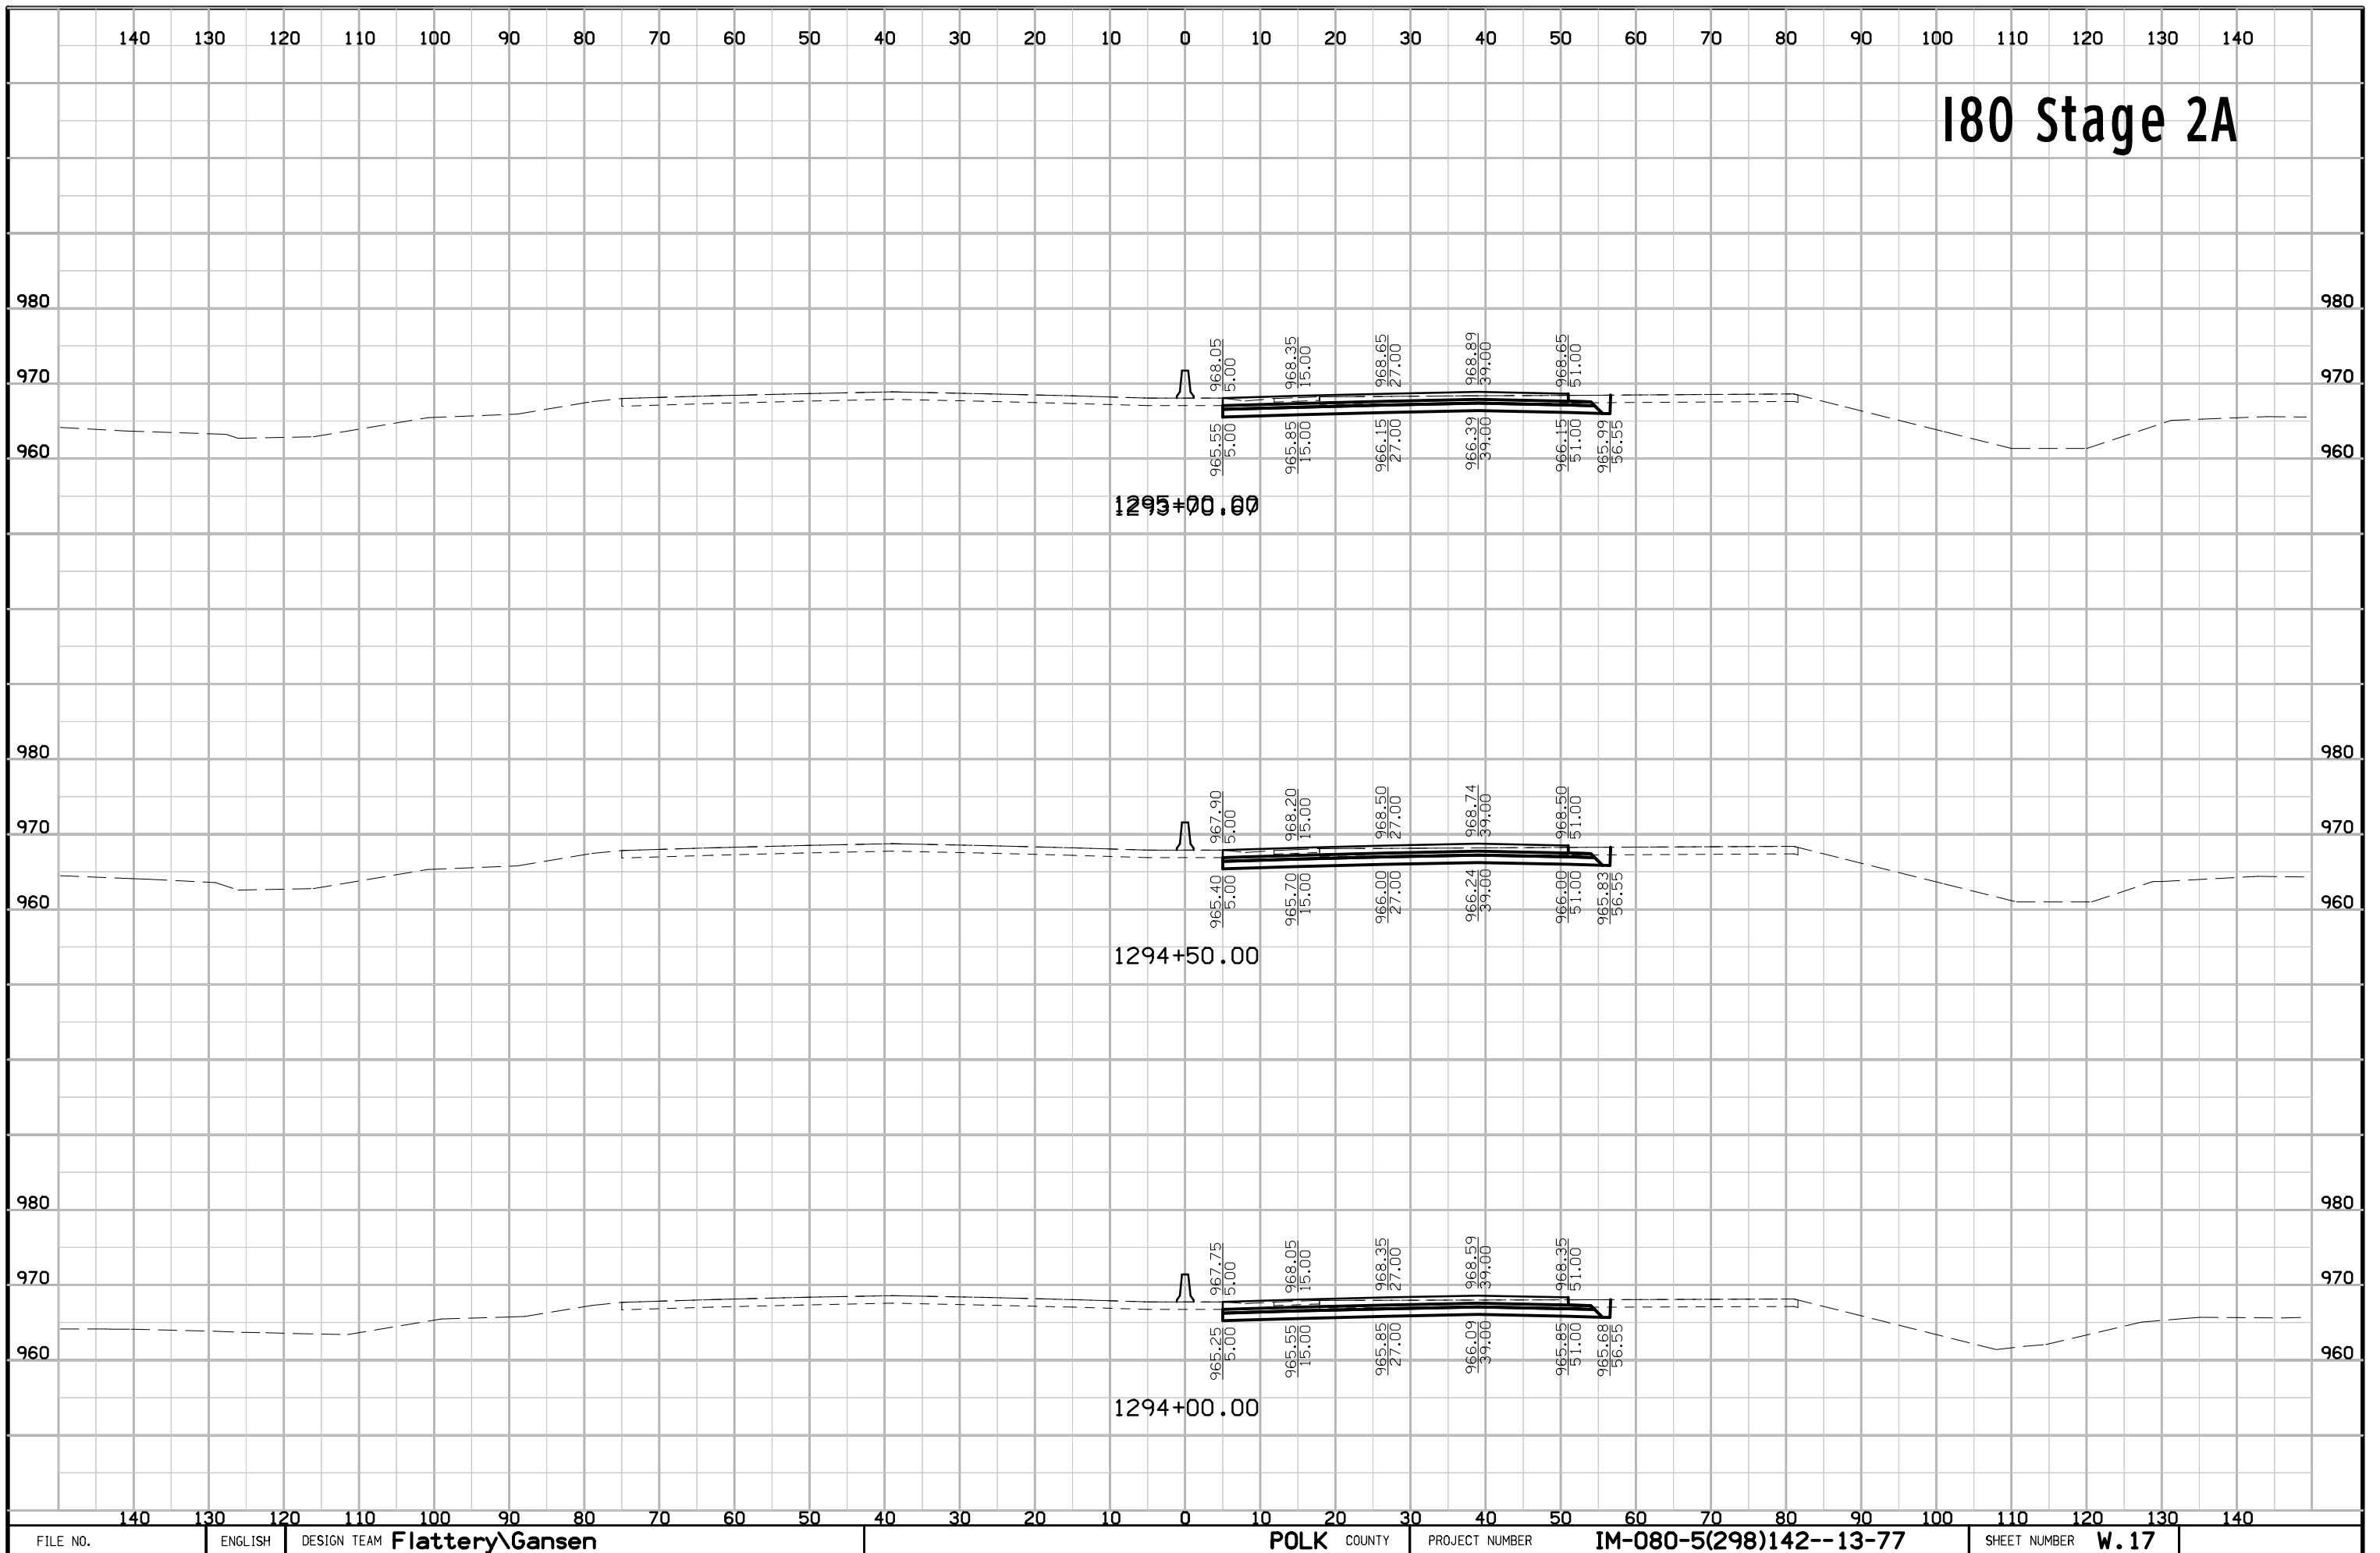 140 130 120 110 100 90 80 70 60 50 40 30 20 10 0 10 20 30 40 50 60 70 80 90 100 110 120 130 140
I80 Stage 2A
980 980
968.05 5.00 968.35 15.00 968.65 27.00 968.89 39.00 968.65 51.00
970 970
965.55 5.00 965.85 15.00 966.15 27.00 966.39 39.00 966.15 51.00 965.99 56.55
960 960
980 980
967.90 5.00 968.20 15.00 968.50 27.00 968.74 39.00 968.50 51.00
970 970
965.40 5.00 965.70 15.00 966.00 27.00 966.24 39.00 966.00 51.00 965.83 56.55
960 960
1294+50.00
980 980
967.75 5.00 968.05 15.00 968.35 27.00 968.59 39.00 968.35 51.00
970 970
965.25 5.00 965.55 15.00 965.85 27.00 966.09 39.00 965.85 51.00 965.68 56.55
960 960
1294+00.00
140 130 120 110 100 90 80 70 60 50 40 30 20 10 0 10 20 30 40 50 60 70 80 90 100 110 120 130 140
FILE NO. ENGLISH DESIGN TEAM Flattery\Gansen POLK COUNTY PROJECT NUMBER IM-080-5(298)142--13-77 SHEET NUMBER W.17